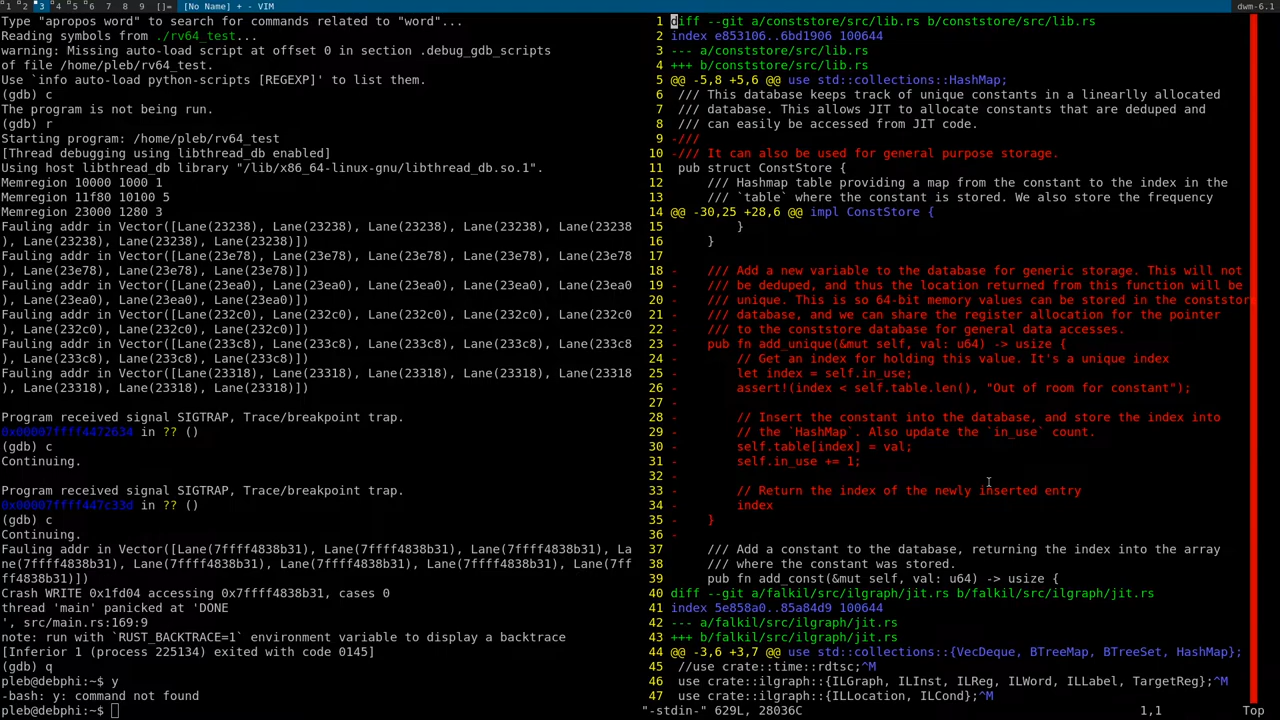 1 2 3 4 5 6 7 8 9 []= [No Name] + - VIM dwm-6.1
Type "apropos word" to search for commands related to "word"...
Reading symbols from ./rv64_test...
warning: Missing auto-load script at offset 0 in section .debug_gdb_scripts
of file /home/pleb/rv64_test.
Use `info auto-load python-scripts [REGEXP]' to list them.
(gdb) c
The program is not being run.
(gdb) r
Starting program: /home/pleb/rv64_test
[Thread debugging using libthread_db enabled]
Using host libthread_db library "/lib/x86_64-linux-gnu/libthread_db.so.1".
Memregion 10000 1000 1
Memregion 11f80 10100 5
Memregion 23000 1280 3
Fauling addr in Vector([Lane(23238), Lane(23238), Lane(23238), Lane(23238), Lane(23238
), Lane(23238), Lane(23238), Lane(23238)])
Fauling addr in Vector([Lane(23e78), Lane(23e78), Lane(23e78), Lane(23e78), Lane(23e78
), Lane(23e78), Lane(23e78), Lane(23e78)])
Fauling addr in Vector([Lane(23ea0), Lane(23ea0), Lane(23ea0), Lane(23ea0), Lane(23ea0
), Lane(23ea0), Lane(23ea0), Lane(23ea0)])
Fauling addr in Vector([Lane(232c0), Lane(232c0), Lane(232c0), Lane(232c0), Lane(232c0
), Lane(232c0), Lane(232c0), Lane(232c0)])
Fauling addr in Vector([Lane(233c8), Lane(233c8), Lane(233c8), Lane(233c8), Lane(233c8
), Lane(233c8), Lane(233c8), Lane(233c8)])
Fauling addr in Vector([Lane(23318), Lane(23318), Lane(23318), Lane(23318), Lane(23318
), Lane(23318), Lane(23318), Lane(23318)])
Program received signal SIGTRAP, Trace/breakpoint trap.
0x00007ffff4472634 in ?? ()
(gdb) c
Continuing.
Program received signal SIGTRAP, Trace/breakpoint trap.
0x00007ffff447c33d in ?? ()
(gdb) c
Continuing.
Fauling addr in Vector([Lane(7ffff4838b31), Lane(7ffff4838b31), Lane(7ffff4838b31), La
ne(7ffff4838b31), Lane(7ffff4838b31), Lane(7ffff4838b31), Lane(7ffff4838b31), Lane(7ff
ff4838b31)])
Crash WRITE 0x1fd04 accessing 0x7ffff4838b31, cases 0
thread 'main' panicked at 'DONE
', src/main.rs:169:9
note: run with `RUST_BACKTRACE=1` environment variable to display a backtrace
[Inferior 1 (process 225134) exited with code 0145]
(gdb) q
pleb@debphi:~$ y
-bash: y: command not found
pleb@debphi:~$
1 diff --git a/conststore/src/lib.rs b/conststore/src/lib.rs
2 index e853106..6bd1906 100644
3 --- a/conststore/src/lib.rs
4 +++ b/conststore/src/lib.rs
5 @@ -5,8 +5,6 @@ use std::collections::HashMap;
6 /// This database keeps track of unique constants in a linearlly allocated
7 /// database. This allows JIT to allocate constants that are deduped and
8 /// can easily be accessed from JIT code.
9 -///
10 -/// It can also be used for general purpose storage.
11 pub struct ConstStore {
12 /// Hashmap table providing a map from the constant to the index in the
13 /// `table` where the constant is stored. We also store the frequency
14 @@ -30,25 +28,6 @@ impl ConstStore {
15 }
16 }
17
18 - /// Add a new variable to the database for generic storage. This will not
19 - /// be deduped, and thus the location returned from this function will be
20 - /// unique. This is so 64-bit memory values can be stored in the conststor
21 - /// database, and we can share the register allocation for the pointer
22 - /// to the conststore database for general data accesses.
23 - pub fn add_unique(&mut self, val: u64) -> usize {
24 - // Get an index for holding this value. It's a unique index
25 - let index = self.in_use;
26 - assert!(index < self.table.len(), "Out of room for constant");
27 -
28 - // Insert the constant into the database, and store the index into
29 - // the `HashMap`. Also update the `in_use` count.
30 - self.table[index] = val;
31 - self.in_use += 1;
32 -
33 - // Return the index of the newly inserted entry
34 - index
35 - }
36 -
37 /// Add a constant to the database, returning the index into the array
38 /// where the constant was stored.
39 pub fn add_const(&mut self, val: u64) -> usize {
40 diff --git a/falkil/src/ilgraph/jit.rs b/falkil/src/ilgraph/jit.rs
41 index 5e858a0..85a84d9 100644
42 --- a/falkil/src/ilgraph/jit.rs
43 +++ b/falkil/src/ilgraph/jit.rs
44 @@ -3,6 +3,7 @@ use std::collections::{VecDeque, BTreeMap, BTreeSet, HashMap};
45 //use crate::time::rdtsc;^M
46 use crate::ilgraph::{ILGraph, ILInst, ILReg, ILWord, ILLabel, TargetReg};^M
47 use crate::ilgraph::{ILLocation, ILCond};^M
"-stdin-" 629L, 28036C 1,1 Top